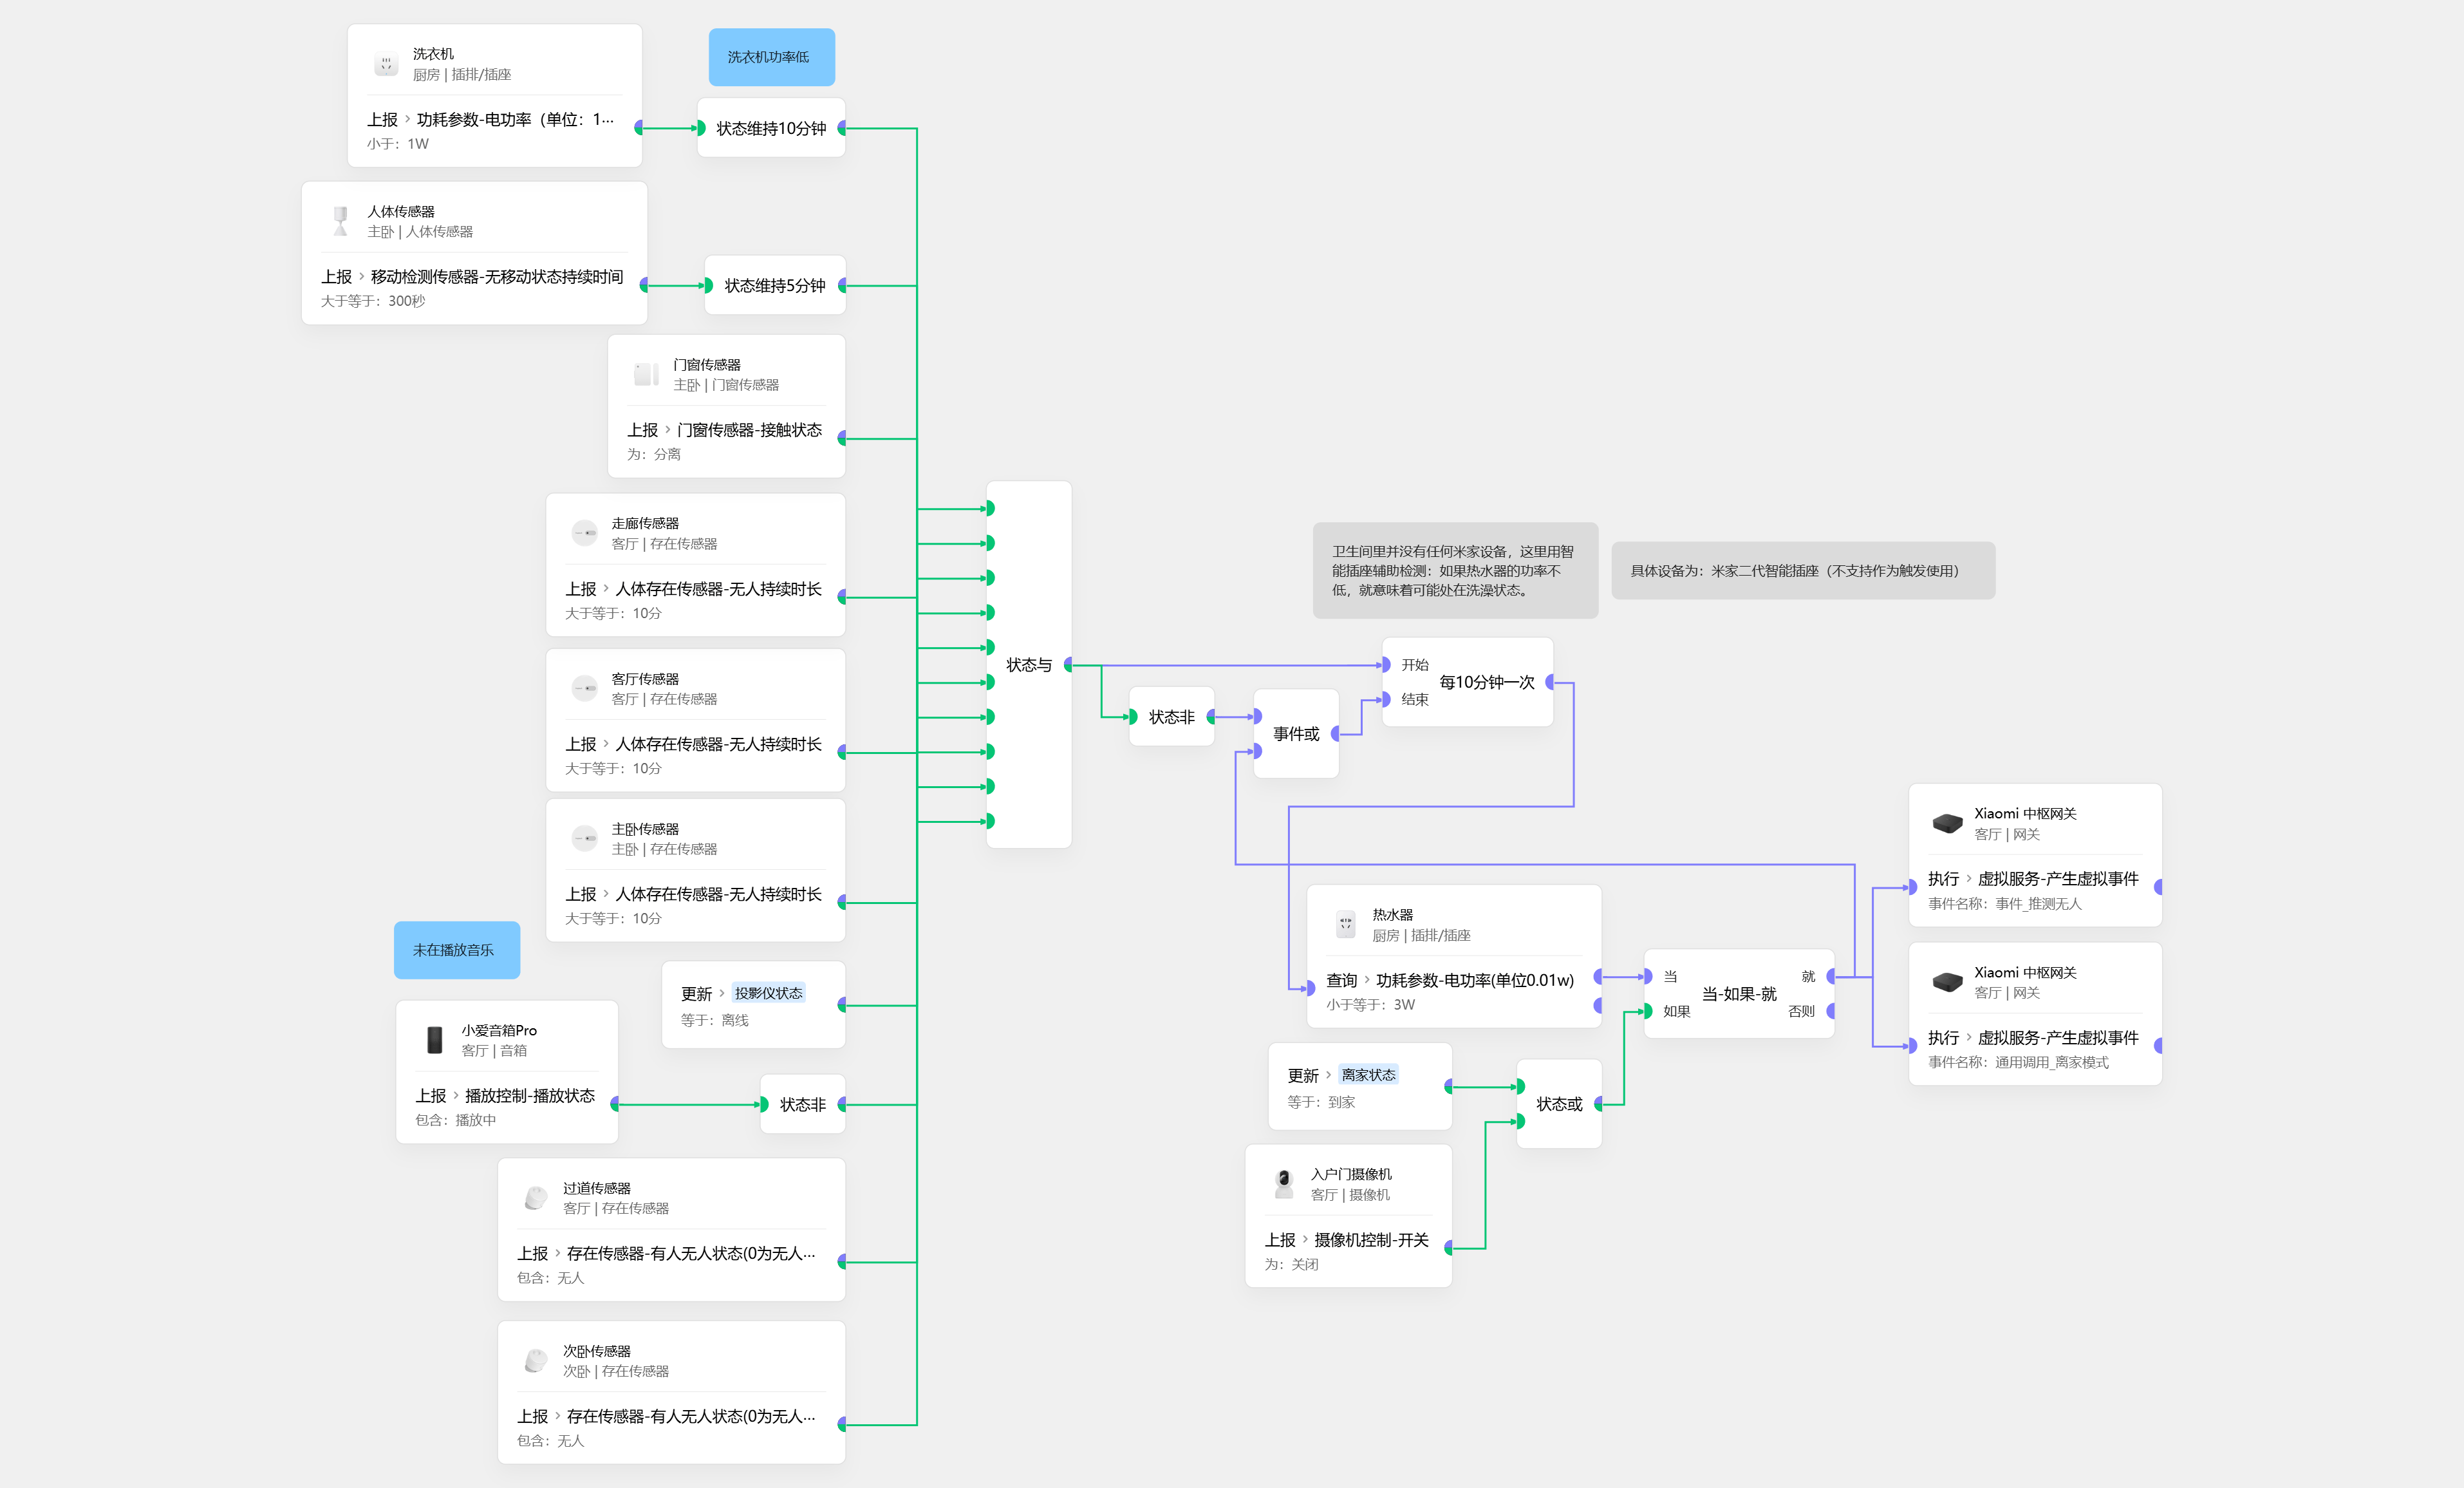 洗衣机
厨房 | 插排/插座
上报 › 功耗参数-电功率（单位：1...
小于：1W
洗衣机功率低
状态维持10分钟
人体传感器
主卧 | 人体传感器
上报 › 移动检测传感器-无移动状态持续时间
大于等于：300秒
状态维持5分钟
门窗传感器
主卧 | 门窗传感器
上报 › 门窗传感器-接触状态
为：分离
走廊传感器
客厅 | 存在传感器
上报 › 人体存在传感器-无人持续时长
大于等于：10分
客厅传感器
客厅 | 存在传感器
上报 › 人体存在传感器-无人持续时长
大于等于：10分
主卧传感器
主卧 | 存在传感器
上报 › 人体存在传感器-无人持续时长
大于等于：10分
未在播放音乐
更新 › 投影仪状态
等于：离线
小爱音箱Pro
客厅 | 音箱
上报 › 播放控制-播放状态
包含：播放中
状态非
过道传感器
客厅 | 存在传感器
上报 › 存在传感器-有人无人状态(0为无人...
包含：无人
次卧传感器
次卧 | 存在传感器
上报 › 存在传感器-有人无人状态(0为无人...
包含：无人
状态与
状态非
事件或
卫生间里并没有任何米家设备，这里用智
能插座辅助检测：如果热水器的功率不
低，就意味着可能处在洗澡状态。
具体设备为：米家二代智能插座（不支持作为触发使用）
开始
每10分钟一次
结束
热水器
厨房 | 插排/插座
查询 › 功耗参数-电功率(单位0.01w)
小于等于：3W
更新 › 离家状态
等于：到家
入户门摄像机
客厅 | 摄像机
上报 › 摄像机控制-开关
为：关闭
状态或
当
就
当-如果-就
如果
否则
Xiaomi 中枢网关
客厅 | 网关
执行 › 虚拟服务-产生虚拟事件
事件名称：事件_推测无人
Xiaomi 中枢网关
客厅 | 网关
执行 › 虚拟服务-产生虚拟事件
事件名称：通用调用_离家模式